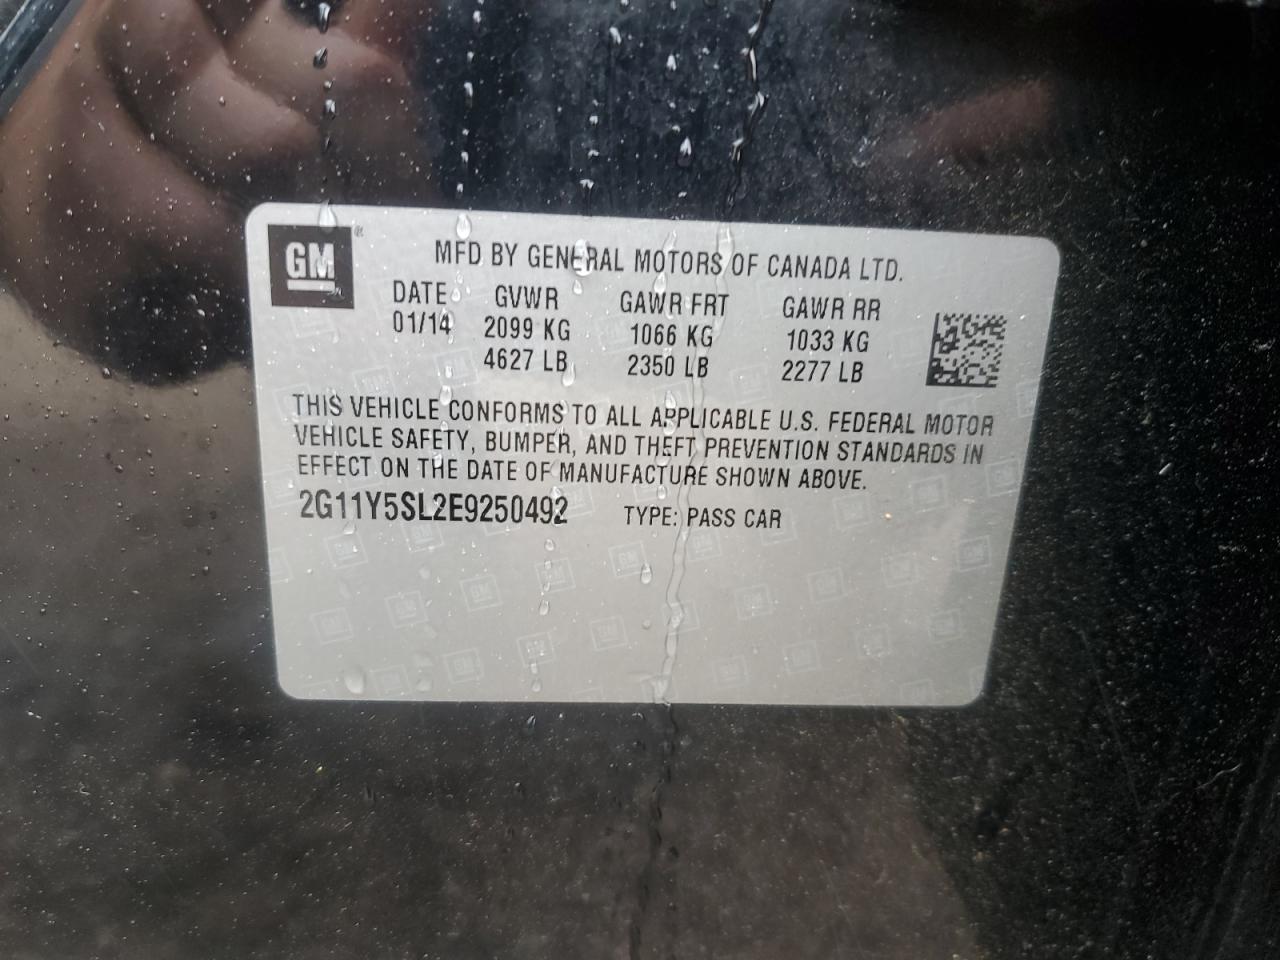 GM
MFD BY GENERAL MOTORS OF CANADA LTD.
DATE GVWR GAWR FRT GAWR RR
01/14 2099 KG 1066 KG 1033 KG
4627 LB 2350 LB 2277 LB
THIS VEHICLE CONFORMS TO ALL APPLICABLE U.S. FEDERAL MOTOR
VEHICLE SAFETY, BUMPER, AND THEFT PREVENTION STANDARDS IN
EFFECT ON THE DATE OF MANUFACTURE SHOWN ABOVE.
2G11Y5SL2E9250492 TYPE: PASS CAR